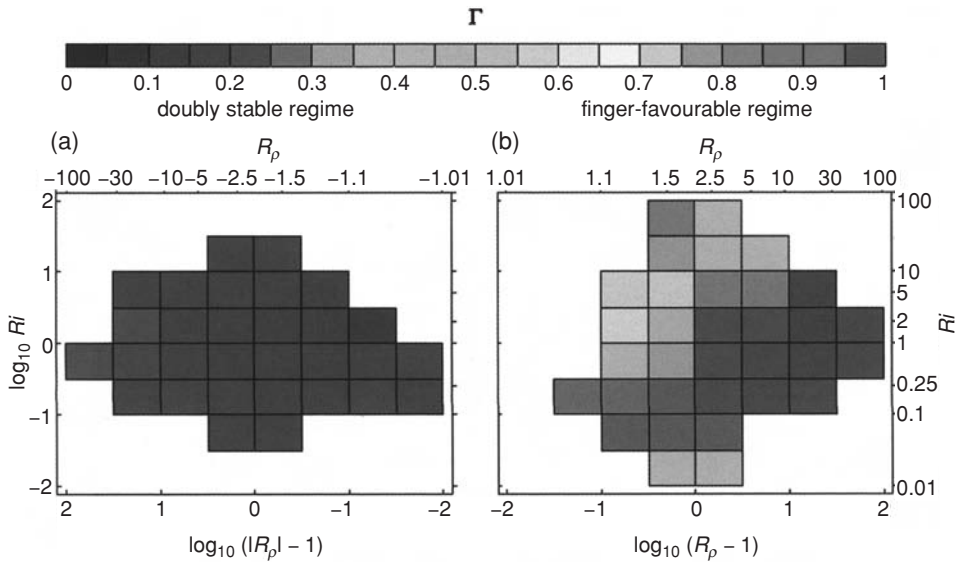 Γ
0 0.1 0.2 0.3 0.4 0.5 0.6 0.7 0.8 0.9 1
doubly stable regime finger-favourable regime
(a) Rρ (b) Rρ
−100 −30 −10 −5 −2.5 −1.5 −1.1 −1.01 1.01 1.1 1.5 2.5 5 10 30 100
2 100
1 10
5
log10 Ri 2 Ri
0 1
0.25
−1 0.1
−2 0.01
2 1 0 −1 −2 −2 −1 0 1 2
log10 (|Rρ| − 1) log10 (Rρ − 1)